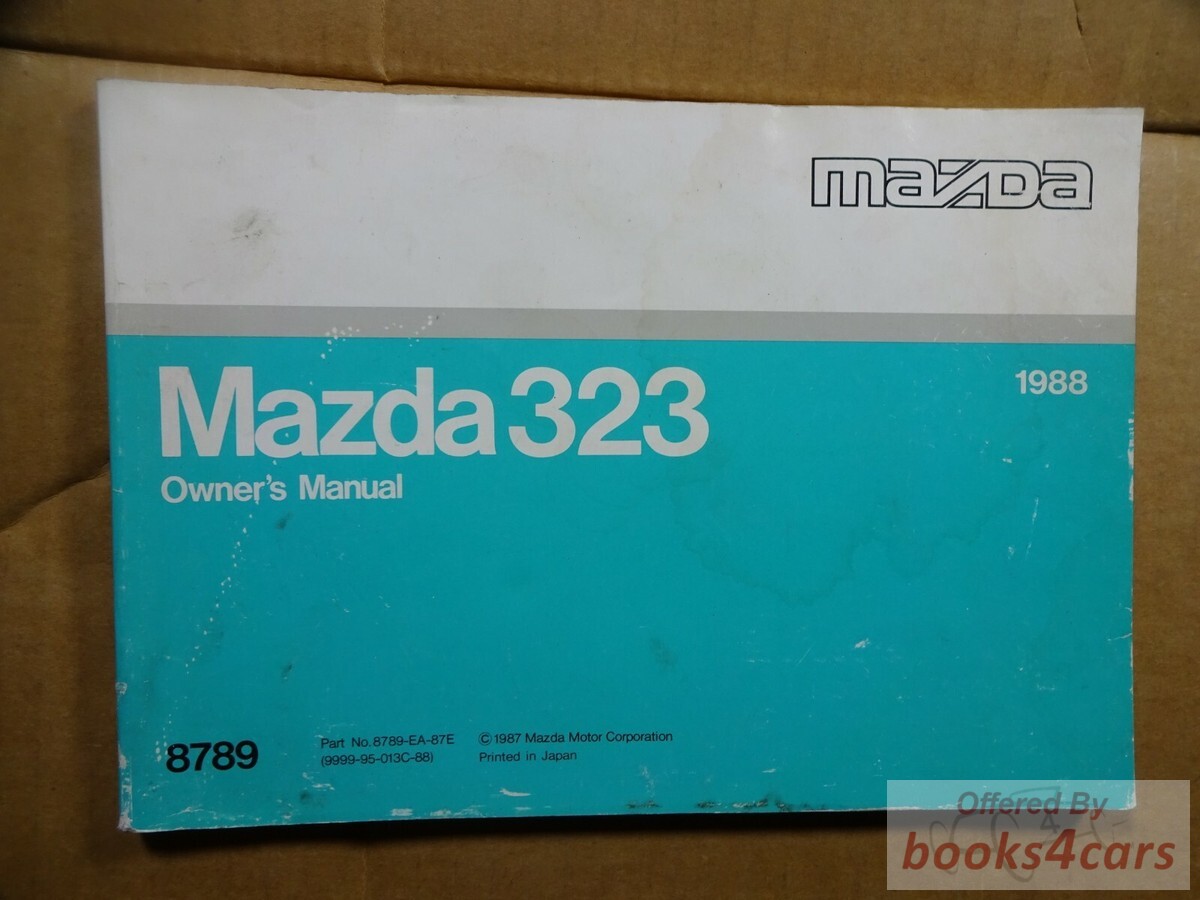 mazda
Mazda 323
1988
Owner's Manual
8789
Part No. 8789-EA-87E
(9999-95-013C-88)
© 1987 Mazda Motor Corporation
Printed in Japan
Offered By
books4cars